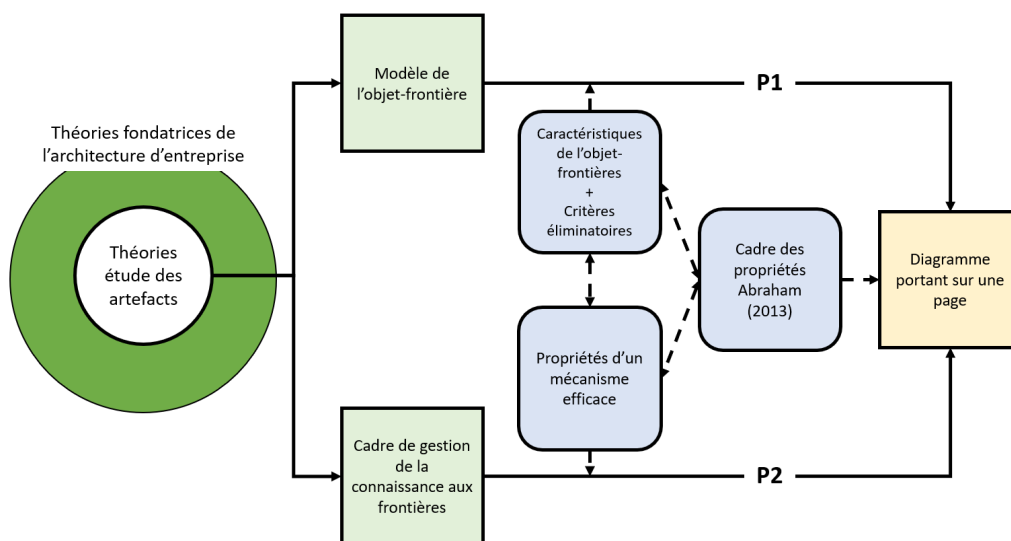 Théories fondatrices de
l'architecture d'entreprise
Théories
étude des
artefacts
Modèle de
l'objet-frontière
P1
Caractéristiques
de l'objet-
frontières
+
Critères
éliminatoires
Cadre des
propriétés
Abraham
(2013)
Diagramme
portant sur une
page
Propriétés d'un
mécanisme
efficace
Cadre de gestion
de la
connaissance aux
frontières
P2